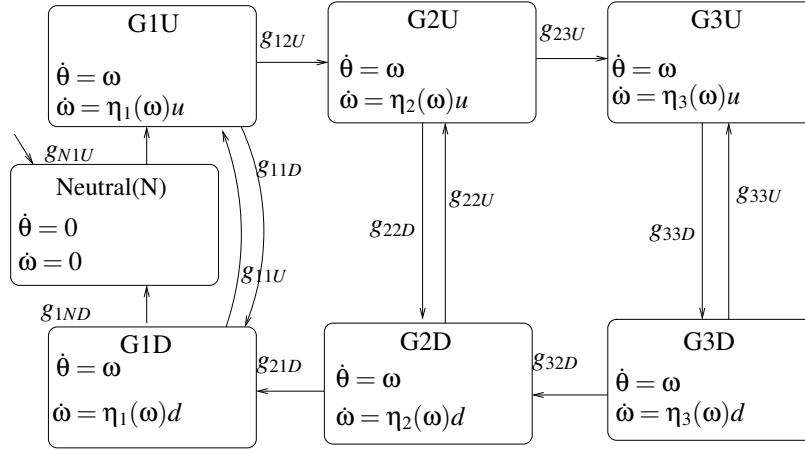 G1U
θ̇ = ω
ω̇ = η₁(ω)u
g₁₂U
G2U
θ̇ = ω
ω̇ = η₂(ω)u
g₂₃U
G3U
θ̇ = ω
ω̇ = η₃(ω)u
g_N1U
g₁₁D
Neutral(N)
θ̇ = 0
ω̇ = 0
g₂₂U
g₃₃U
g₂₂D
g₃₃D
g₁₁U
g₁ND
G1D
θ̇ = ω
ω̇ = η₁(ω)d
g₂₁D
G2D
θ̇ = ω
ω̇ = η₂(ω)d
g₃₂D
G3D
θ̇ = ω
ω̇ = η₃(ω)d